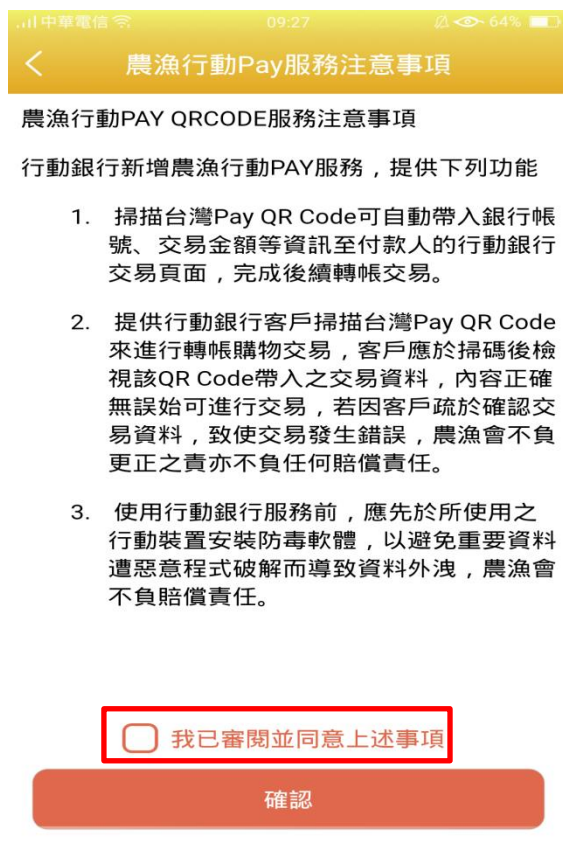 中華電信
09:27
64%
農漁行動Pay服務注意事項
農漁行動PAY QRCODE服務注意事項
行動銀行新增農漁行動PAY服務，提供下列功能
1. 掃描台灣Pay QR Code可自動帶入銀行帳
號、交易金額等資訊至付款人的行動銀行
交易頁面，完成後續轉帳交易。
2. 提供行動銀行客戶掃描台灣Pay QR Code
來進行轉帳購物交易，客戶應於掃碼後檢
視該QR Code帶入之交易資料，內容正確
無誤始可進行交易，若因客戶疏於確認交
易資料，致使交易發生錯誤，農漁會不負
更正之責亦不負任何賠償責任。
3. 使用行動銀行服務前，應先於所使用之
行動裝置安裝防毒軟體，以避免重要資料
遭惡意程式破解而導致資料外洩，農漁會
不負賠償責任。
我已審閱並同意上述事項
確認